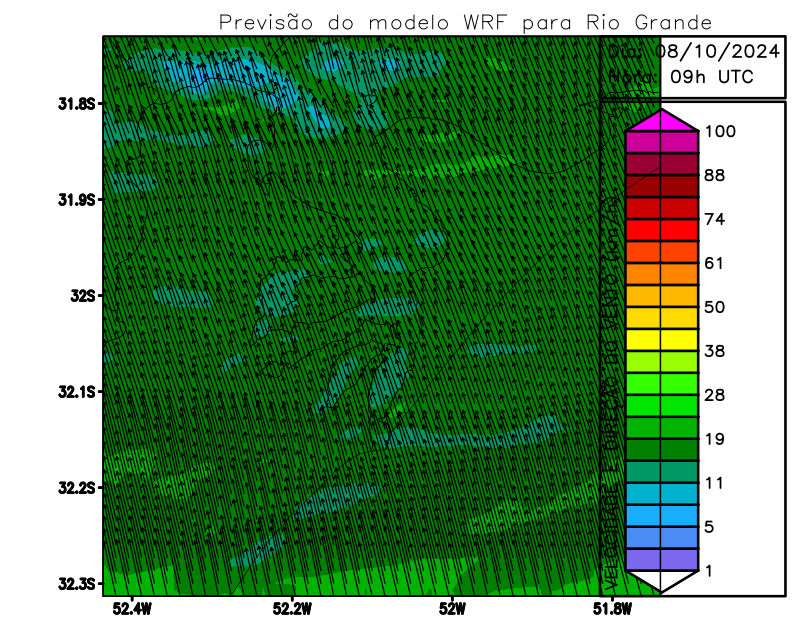 Previsão do modelo WRF para Rio Grande
Dia: 08/10/2024
Hora: 09h UTC
31.8S
31.9S
32S
32.1S
32.2S
32.3S
52.4W
52.2W
52W
51.8W
VELOCIDADE E DIREÇÃO DO VENTO (km/h)
100
88
74
61
50
38
28
19
11
5
1